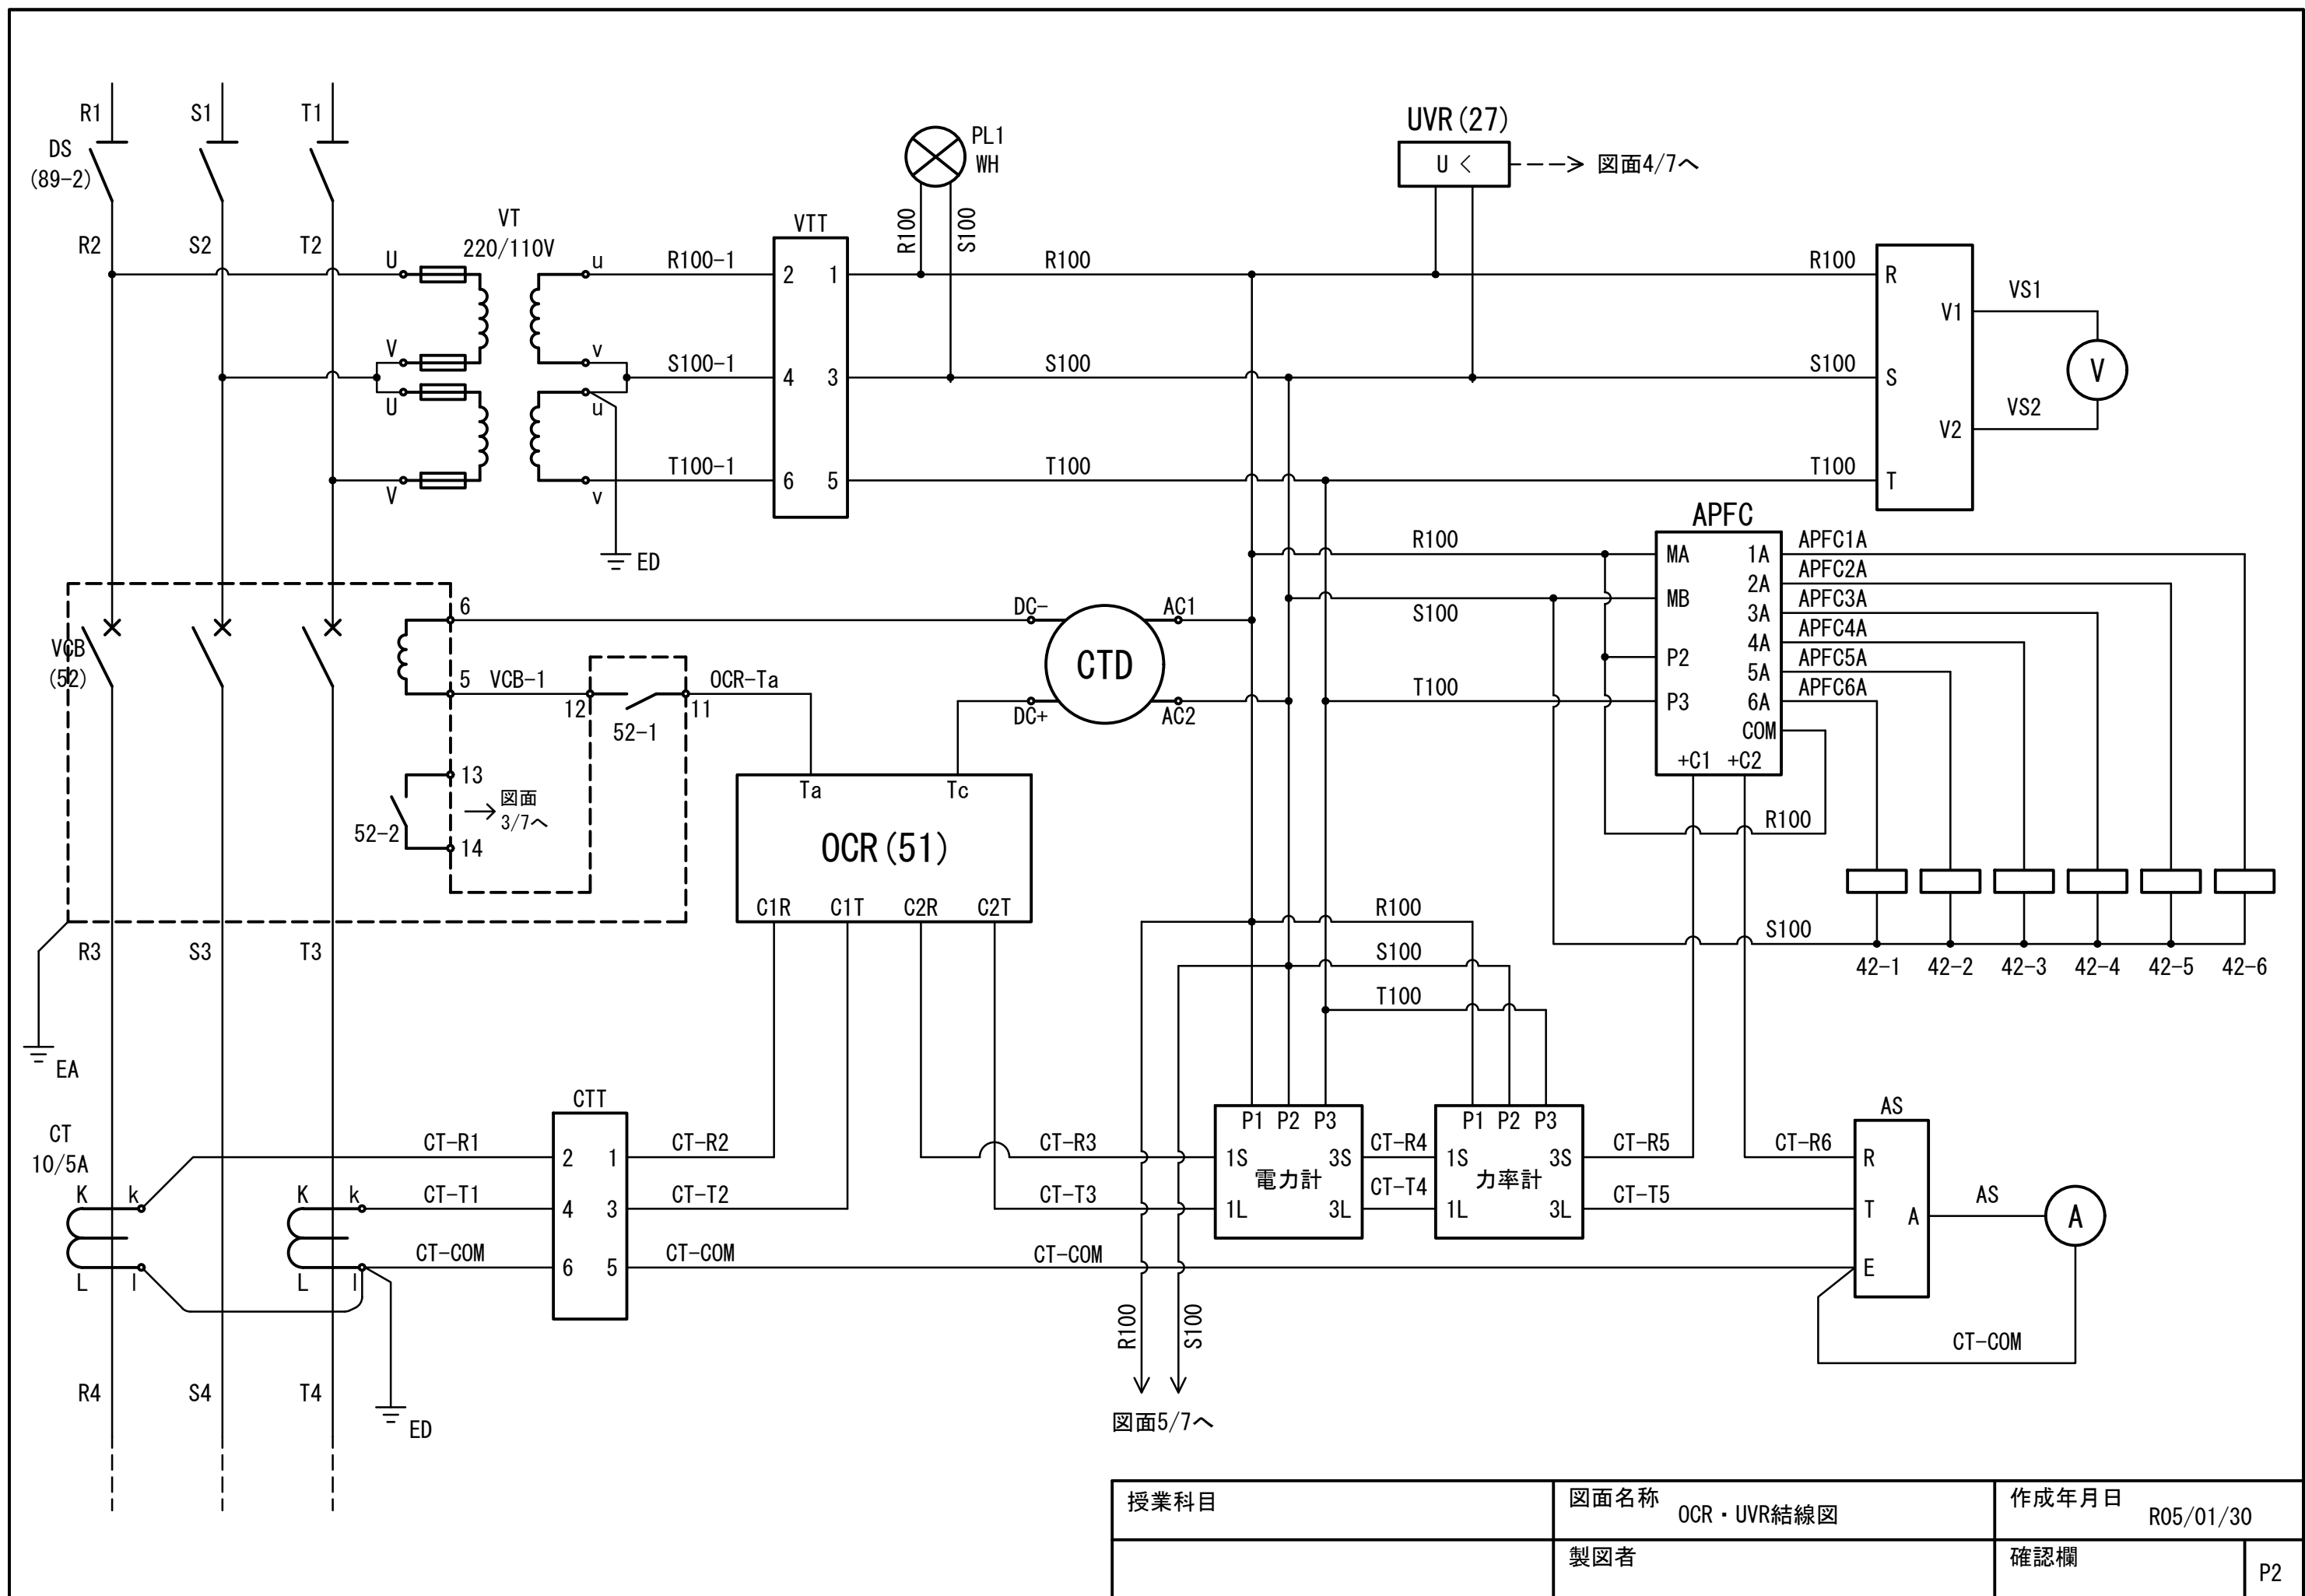 R1
S1
T1
DS
(89-2)
R2
S2
T2
VT
220/110V
U
V
U
V
u
v
u
v
R100-1
S100-1
T100-1
VTT
2
1
4
3
6
5
ED
PL1
WH
R100
S100
R100
S100
T100
UVR(27)
U <
図面4/7へ
R100
S100
T100
R
S
T
V1
V2
VS1
VS2
V
VCB
(52)
6
5
VCB-1
12
52-1
11
OCR-Ta
13
14
52-2
図面
3/7へ
DC-
DC+
CTD
AC1
AC2
R100
S100
T100
APFC
MA
MB
P2
P3
1A
2A
3A
4A
5A
6A
COM
+C1
+C2
APFC1A
APFC2A
APFC3A
APFC4A
APFC5A
APFC6A
R100
S100
42-1
42-2
42-3
42-4
42-5
42-6
Ta
Tc
OCR(51)
C1R
C1T
C2R
C2T
R3
S3
T3
EA
R100
S100
T100
CT
10/5A
K
k
L
l
K
k
L
l
CT-R1
CT-T1
CT-COM
CTT
2
1
4
3
6
5
CT-R2
CT-T2
CT-COM
CT-R3
CT-T3
CT-COM
P1
P2
P3
1S
3S
電力計
1L
3L
CT-R4
CT-T4
P1
P2
P3
1S
3S
力率計
1L
3L
CT-R5
CT-T5
CT-R6
AS
R
T
A
E
AS
A
CT-COM
R100
S100
図面5/7へ
R4
S4
T4
ED
授業科目
図面名称
OCR・UVR結線図
作成年月日
R05/01/30
製図者
確認欄
P2